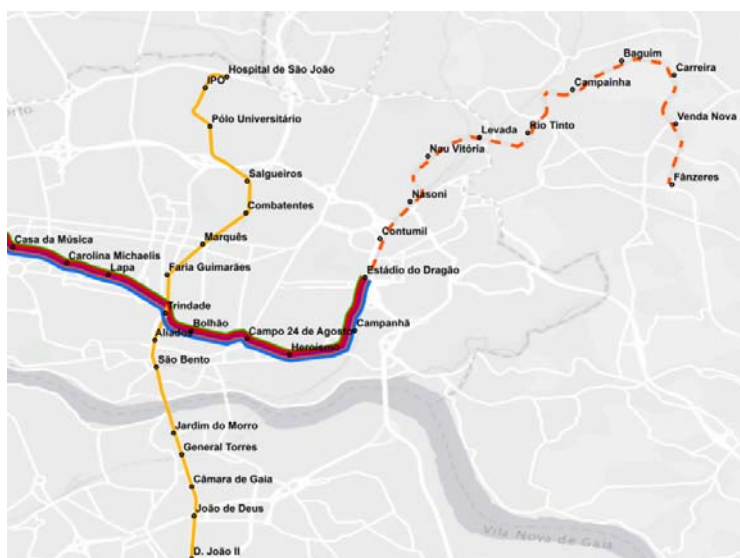 Baguim
Hospital de São João
Carreira
IPO
Campainha
Pólo Universitário
Venda Nova
Levada
Rio Tinto
Nau Vitória
Salgueiros
Fânzeres
Nasoni
Combatentes
Contumil
Marquês
Casa da Música
Carolina Michaelis
Lapa
Faria Guimarães
Estádio do Dragão
Trindade
Bolhão
Campo 24 de Agosto
Campanhã
Aliados
Heroísmo
São Bento
Jardim do Morro
General Torres
Câmara de Gaia
João de Deus
Vila Nova de Gaia
D. João II